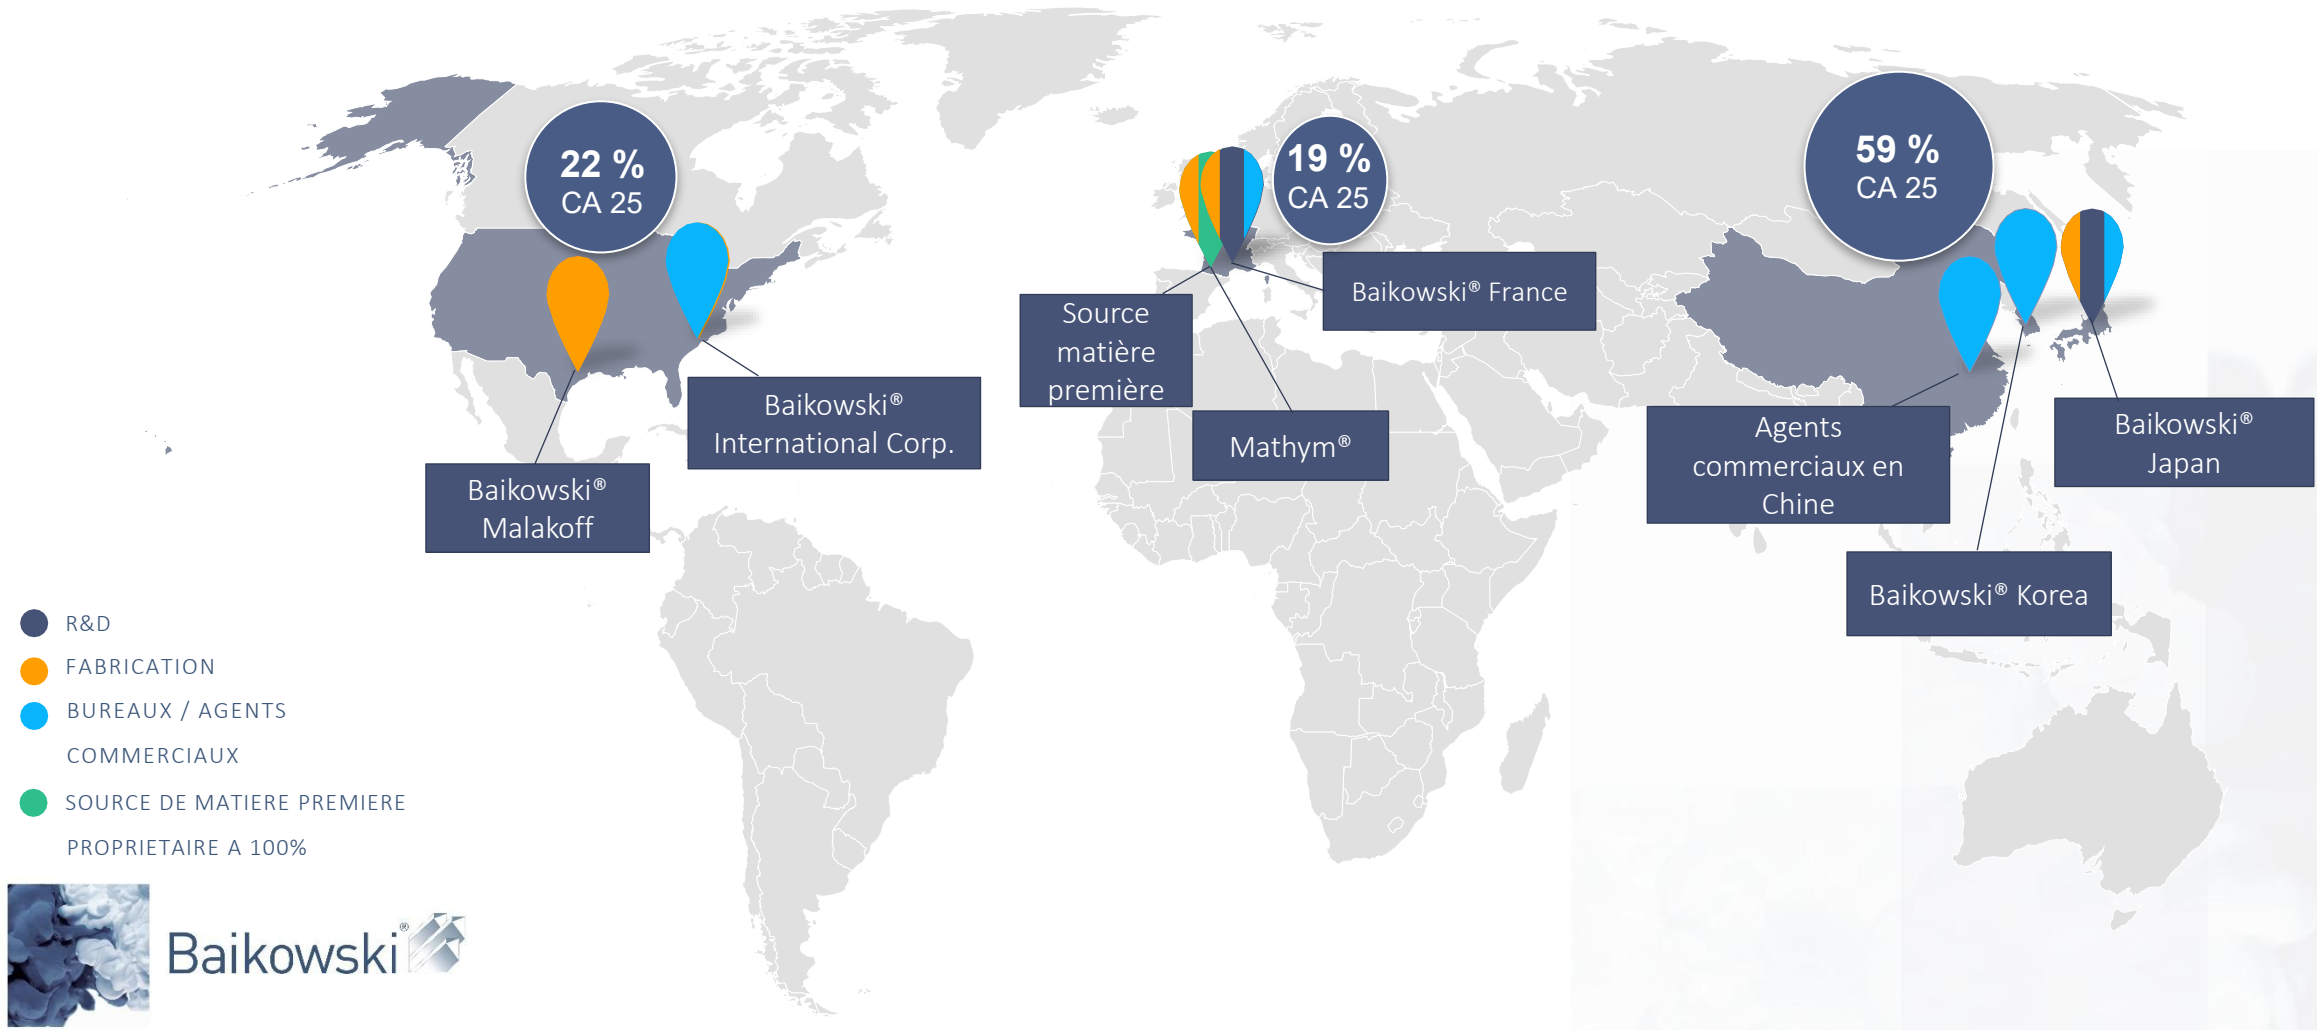 22 %
CA 25
19 %
CA 25
59 %
CA 25
Baikowski® France
Source
matière
première
Baikowski®
International Corp.
Mathym®
Agents
commerciaux en
Chine
Baikowski®
Japan
Baikowski®
Malakoff
Baikowski® Korea
R&D
FABRICATION
BUREAUX / AGENTS
COMMERCIAUX
SOURCE DE MATIERE PREMIERE
PROPRIETAIRE A 100%
Baikowski®